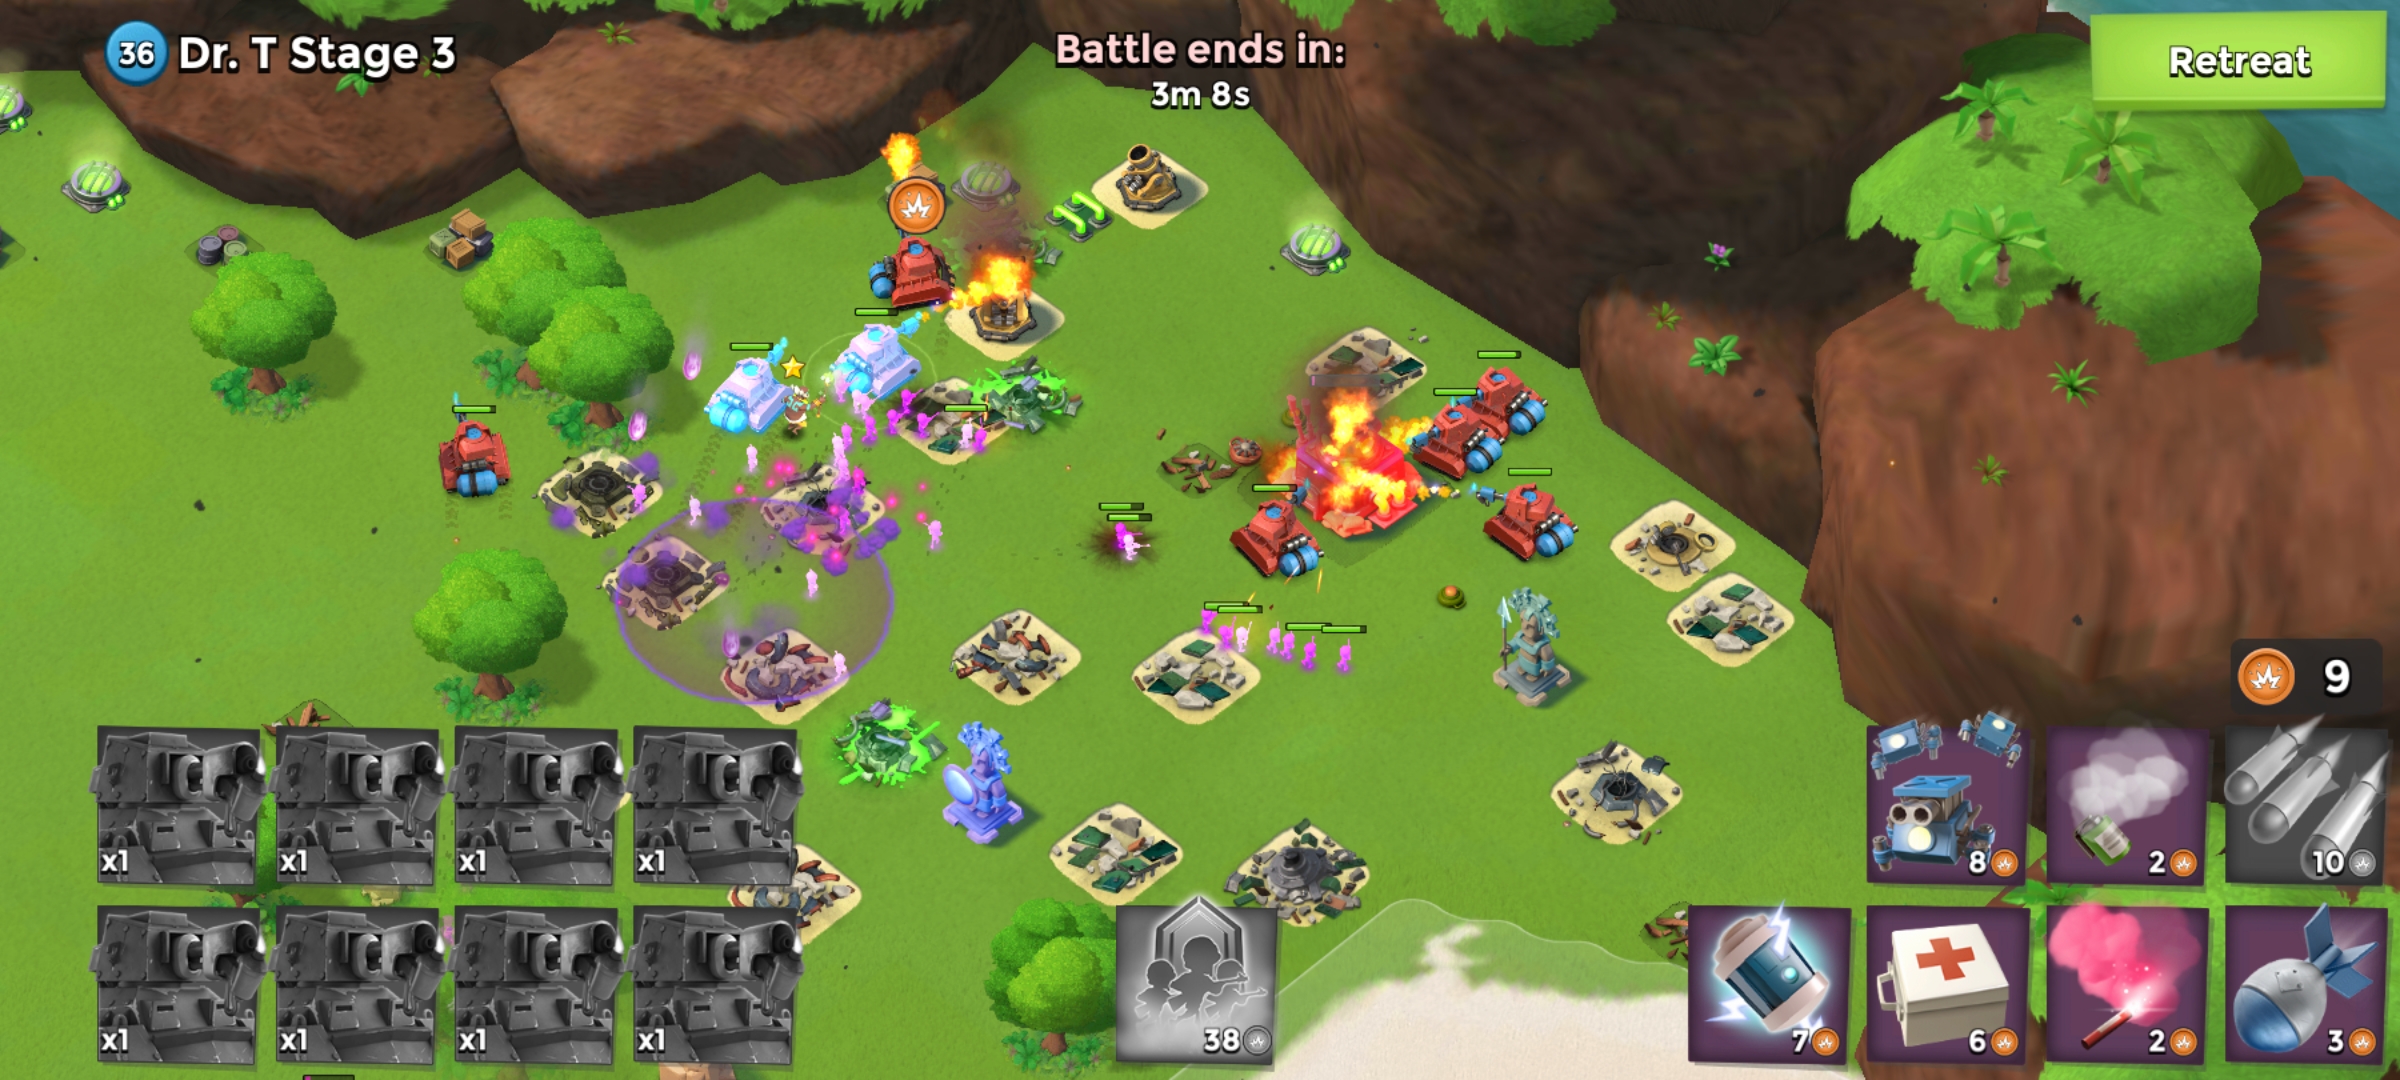 36 Dr. T Stage 3
Battle ends in:
3m 8s
Retreat
9
x1 x1 x1 x1
8 2 10
x1 x1 x1 x1
38 7 6 2 3